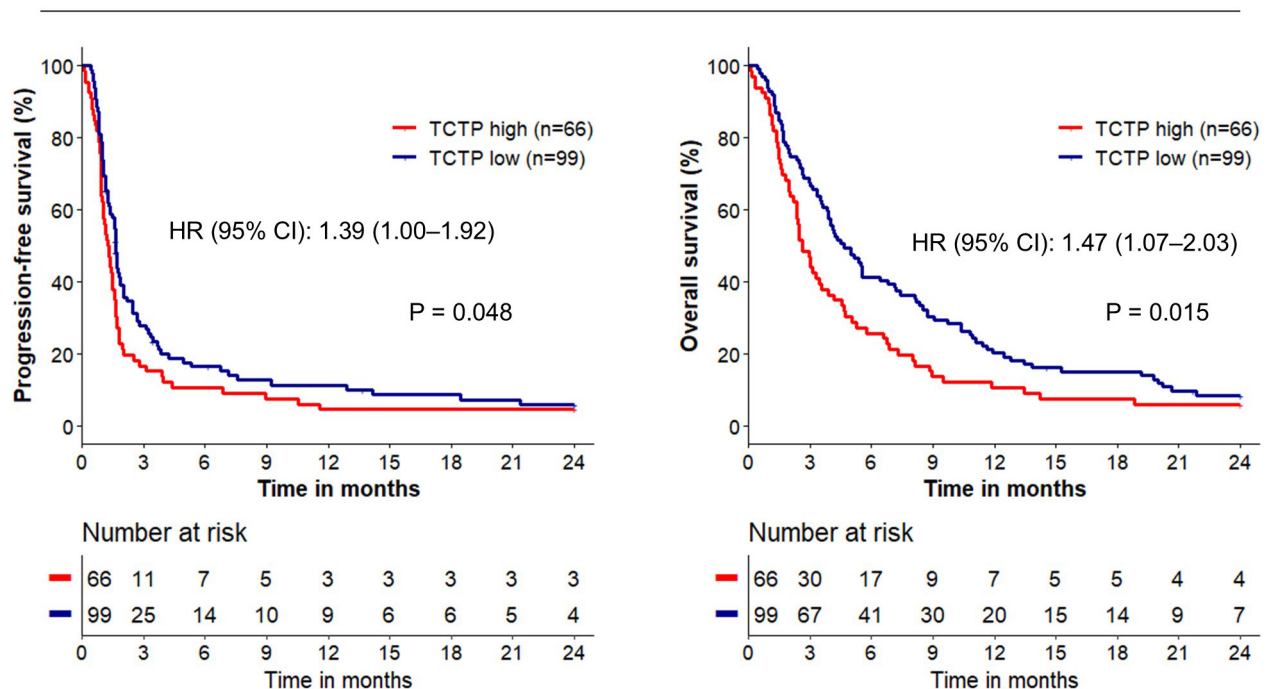 Progression-free survival (%)
100
80
60
40
20
0
TCTP high (n=66)
TCTP low (n=99)
HR (95% CI): 1.39 (1.00–1.92)
P = 0.048
0 3 6 9 12 15 18 21 24
Time in months
Number at risk
66 11 7 5 3 3 3 3 3
99 25 14 10 9 6 6 5 4
0 3 6 9 12 15 18 21 24
Time in months
Overall survival (%)
100
80
60
40
20
0
TCTP high (n=66)
TCTP low (n=99)
HR (95% CI): 1.47 (1.07–2.03)
P = 0.015
0 3 6 9 12 15 18 21 24
Time in months
Number at risk
66 30 17 9 7 5 5 4 4
99 67 41 30 20 15 14 9 7
0 3 6 9 12 15 18 21 24
Time in months